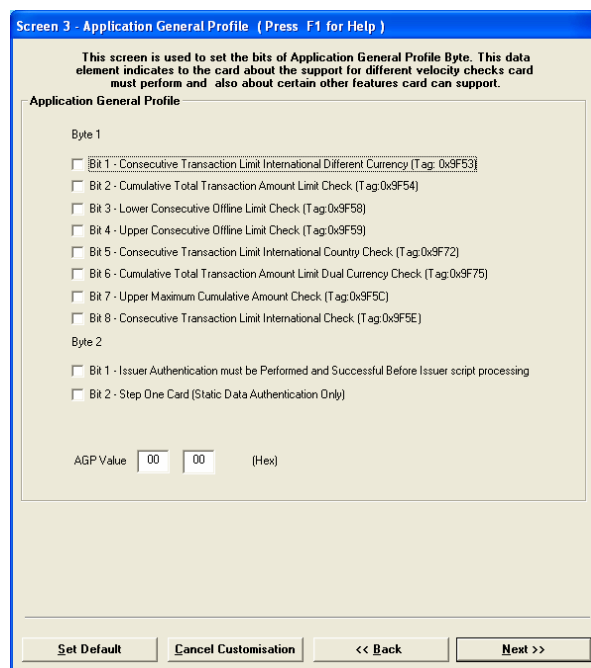 Screen 3 - Application General Profile  ( Press  F1 for Help )
This screen is used to set the bits of Application General Profile Byte. This data
element indicates to the card about the support for different velocity checks card
must perform and  also about certain other features card can support.
Application General Profile
Byte 1
Bit 1 - Consecutive Transaction Limit International Different Currency (Tag: 0x9F53)
Bit 2 - Cumulative Total Transaction Amount Limit Check (Tag:0x9F54)
Bit 3 - Lower Consecutive Offline Limit Check (Tag:0x9F58)
Bit 4 - Upper Consecutive Offline Limit Check (Tag:0x9F59)
Bit 5 - Consecutive Transaction Limit International Country Check (Tag:0x9F72)
Bit 6 - Cumulative Total Transaction Amount Limit Dual Currency Check (Tag:0x9F75)
Bit 7 - Upper Maximum Cumulative Amount Check (Tag:0x9F5C)
Bit 8 - Consecutive Transaction Limit International Check (Tag:0x9F5E)
Byte 2
Bit 1 - Issuer Authentication must be Performed and Successful Before Issuer script processing
Bit 2 - Step One Card (Static Data Authentication Only)
AGP Value 00 00 (Hex)
Set Default Cancel Customisation << Back Next >>